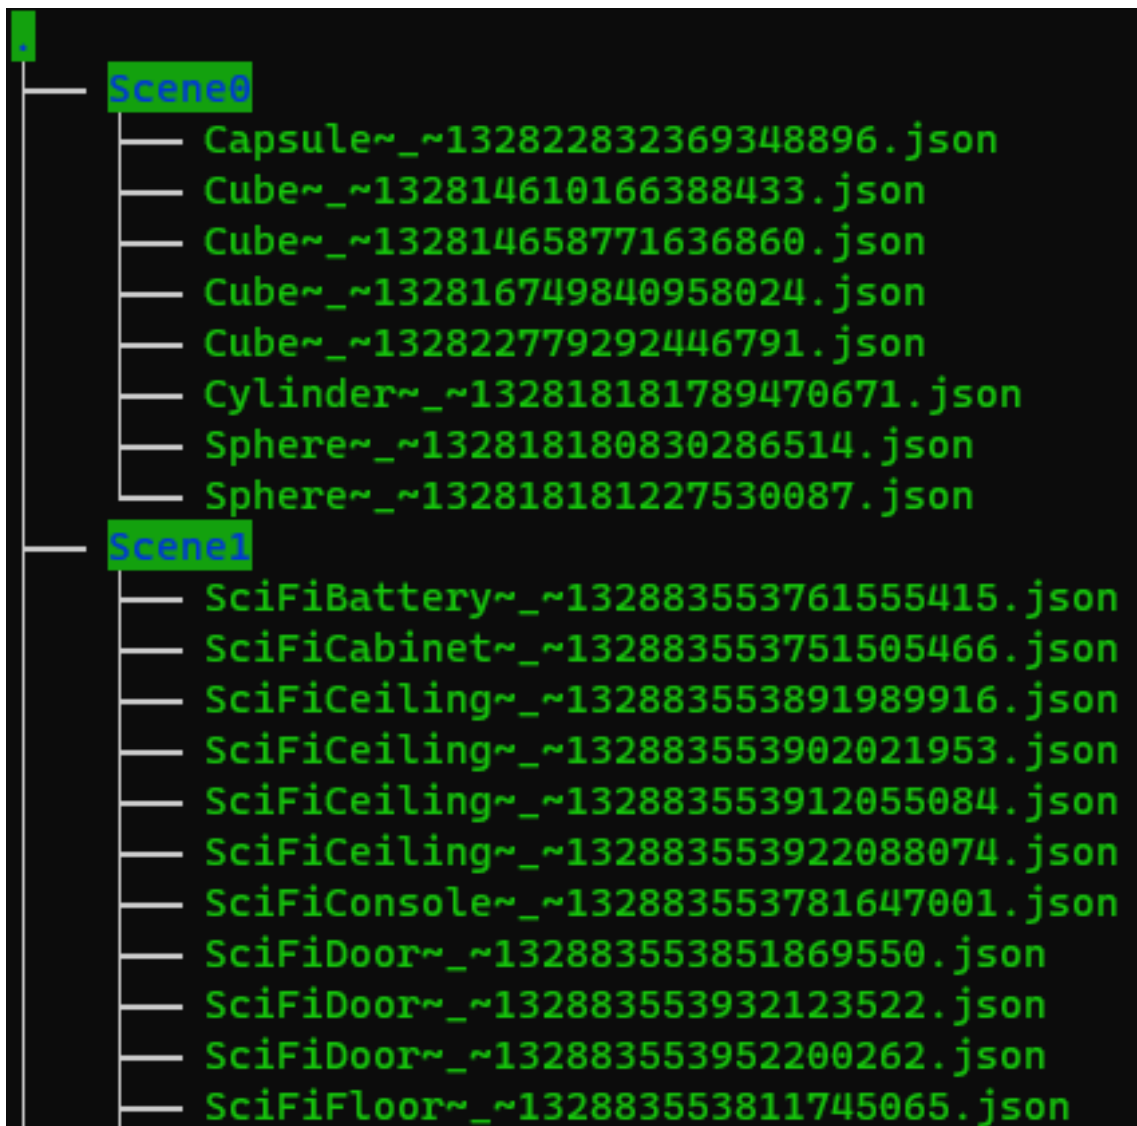 .
Scene0
Capsule~_~132822832369348896.json
Cube~_~132814610166388433.json
Cube~_~132814658771636860.json
Cube~_~132816749840958024.json
Cube~_~132822779292446791.json
Cylinder~_~132818181789470671.json
Sphere~_~132818180830286514.json
Sphere~_~132818181227530087.json
Scene1
SciFiBattery~_~132883553761555415.json
SciFiCabinet~_~132883553751505466.json
SciFiCeiling~_~132883553891989916.json
SciFiCeiling~_~132883553902021953.json
SciFiCeiling~_~132883553912055084.json
SciFiCeiling~_~132883553922088074.json
SciFiConsole~_~132883553781647001.json
SciFiDoor~_~132883553851869550.json
SciFiDoor~_~132883553932123522.json
SciFiDoor~_~132883553952200262.json
SciFiFloor~_~132883553811745065.json